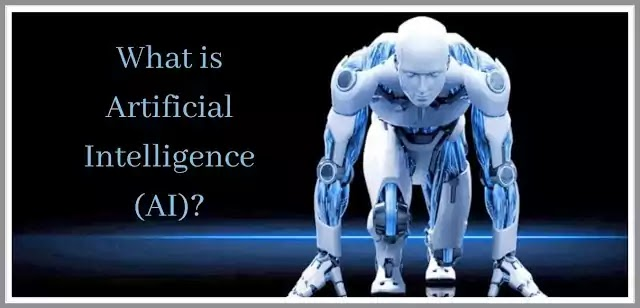 What is
Artificial
Intelligence
(AI)?